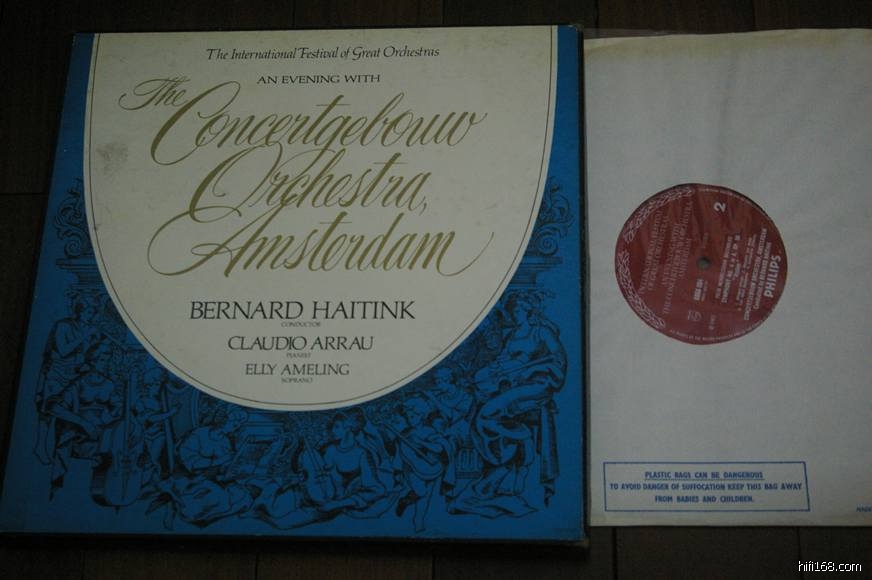 The International Festival of Great Orchestras
AN EVENING WITH
The
Concertgebouw
Orchestra,
Amsterdam
BERNARD HAITINK
CONDUCTOR
CLAUDIO ARRAU
PIANIST
ELLY AMELING
SOPRANO
2
PHILIPS
PLASTIC BAGS CAN BE DANGEROUS
TO AVOID DANGER OF SUFFOCATION KEEP THIS BAG AWAY
FROM BABIES AND CHILDREN.
hifi168.com